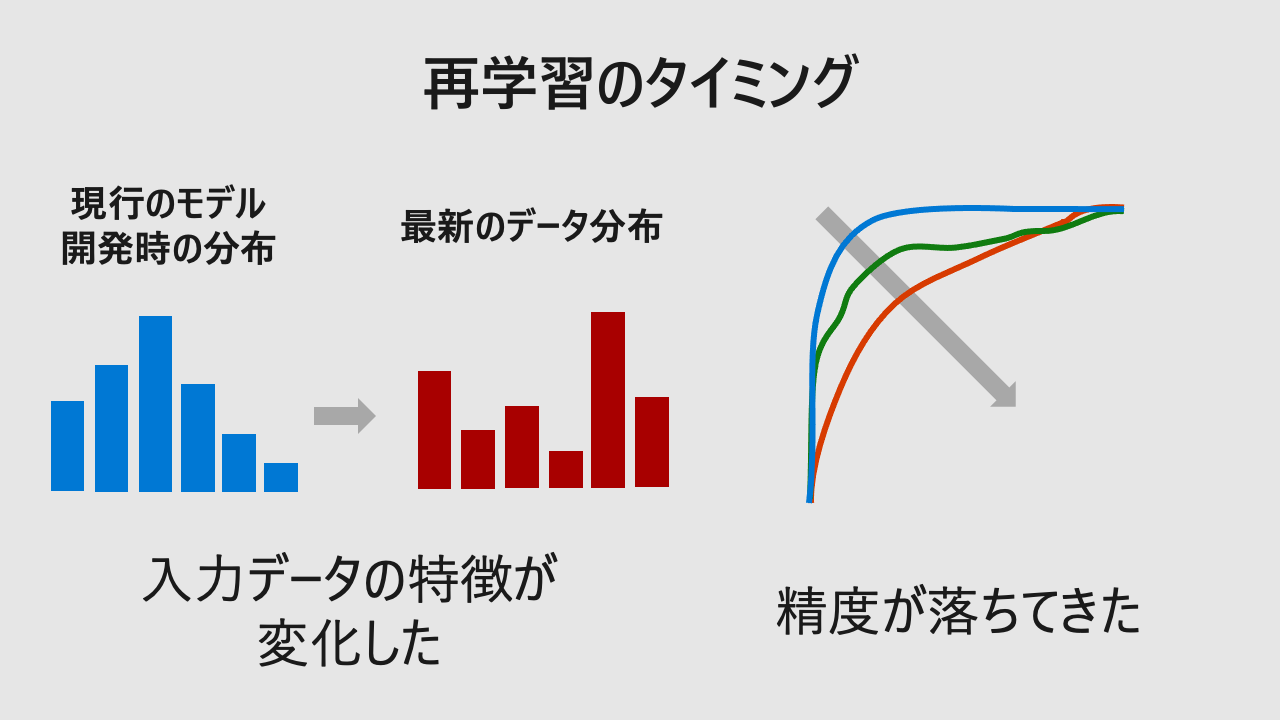 再学習のタイミング
現行のモデル
開発時の分布
最新のデータ分布
入力データの特徴が
変化した
精度が落ちてきた